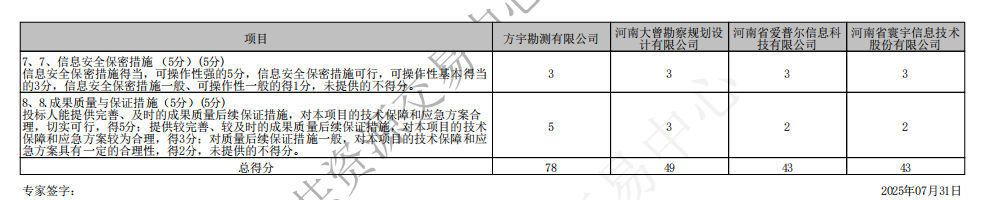 项目 方宇勘测有限公司 河南大曾勘察规划设计有限公司 河南省爱普尔信息科技有限公司 河南省寰宇信息技术股份有限公司
7、7、信息安全保密措施 （5分）(5分)
信息安全保密措施得当，可操作性强的5分，信息安全保密措施可行，可操作性基本得当
的3分，信息安全保密措施一般、可操作性一般的得1分，未提供的不得分。
3 3 3 3
8、8.成果质量与保证措施（5分）(5分)
投标人能提供完善、及时的成果质量后续保证措施，对本项目的技术保障和应急方案合
理，切实可行，得5分；提供较完善、较及时的成果质量后续保证措施，对本项目的技术
保障和应急方案较为合理，得3分；对质量后续保证措施一般，对本项目的技术保障和应
急方案具有一定的合理性，得2分，未提供的不得分。
5 3 2 2
总得分 78 49 43 43
专家签字： 2025年07月31日
共资源交易中心
易中心